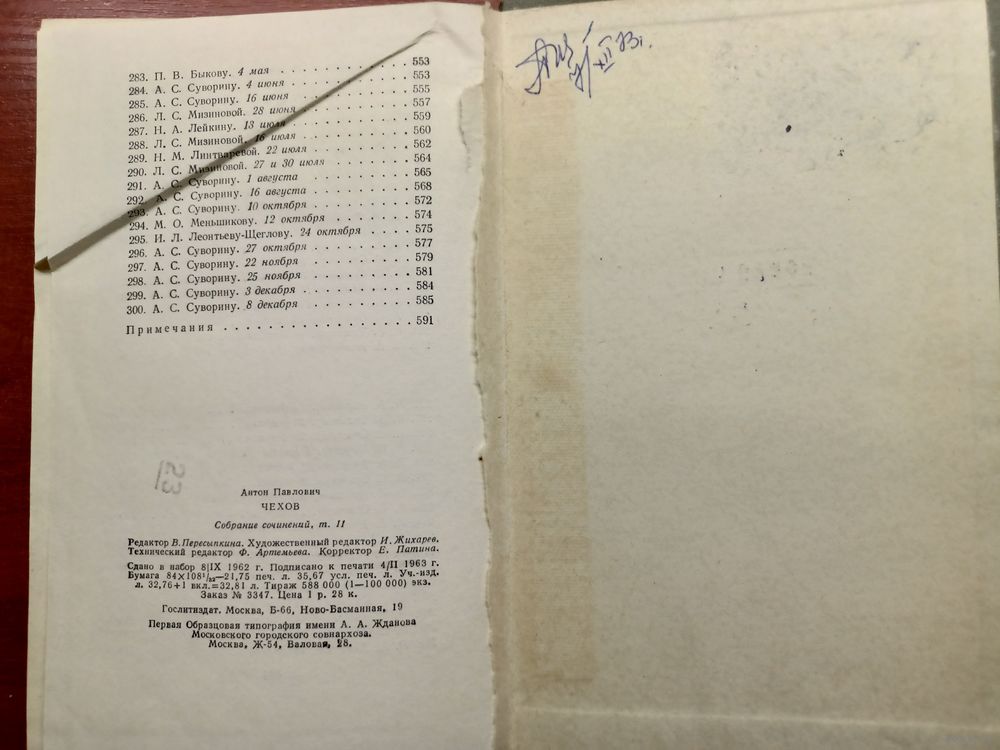 553
283. П. В. Быкову. 4 мая . . . . . . . . . . 553
284. А. С. Суворину. 4 июня . . . . . . . . . 555
285. А. С. Суворину. 16 июня . . . . . . . . . 557
286. Л. С. Мизиновой. 28 июня . . . . . . . . 559
287. Н. А. Лейкину. 13 июля . . . . . . . . . 560
288. Л. С. Мизиновой. 16 июля . . . . . . . . 562
289. Н. М. Линтваревой. 22 июля . . . . . . . 564
290. Л. С. Мизиновой. 27 и 30 июля . . . . . . 565
291. А. С. Суворину. 1 августа . . . . . . . . 568
292. А. С. Суворину. 16 августа . . . . . . . . 572
293. А. С. Суворину. 10 октября . . . . . . . . 574
294. М. О. Меньшикову. 12 октября . . . . . . 575
295. И. Л. Леонтьеву-Щеглову. 24 октября . . . . 577
296. А. С. Суворину. 27 октября . . . . . . . . 579
297. А. С. Суворину. 22 ноября . . . . . . . . 581
298. А. С. Суворину. 25 ноября . . . . . . . . 584
299. А. С. Суворину. 3 декабря . . . . . . . . 585
300. А. С. Суворину. 8 декабря
Примечания . . . . . . . . . . . . . . . . 591
23
Антон Павлович
ЧЕХОВ
Собрание сочинений, т. 11
Редактор В. Пересыпкина. Художественный редактор И. Жихарев.
Технический редактор Ф. Артемьева. Корректор Е. Патина.
Сдано в набор 8|IX 1962 г. Подписано к печати 4/II 1963 г.
Бумага 84×108¹/₃₂—21,75 печ. л. 35,67 усл. печ. л. Уч.-изд.
л. 32,76+1 вкл.=32,81 л. Тираж 588 000 (1—100 000) экз.
Заказ № 3347. Цена 1 р. 28 к.
Гослитиздат. Москва, Б-66, Ново-Басманная, 19
Первая Образцовая типография имени А. А. Жданова
Московского городского совнархоза.
Москва, Ж-54, Валовая, 28.
XII 73г.